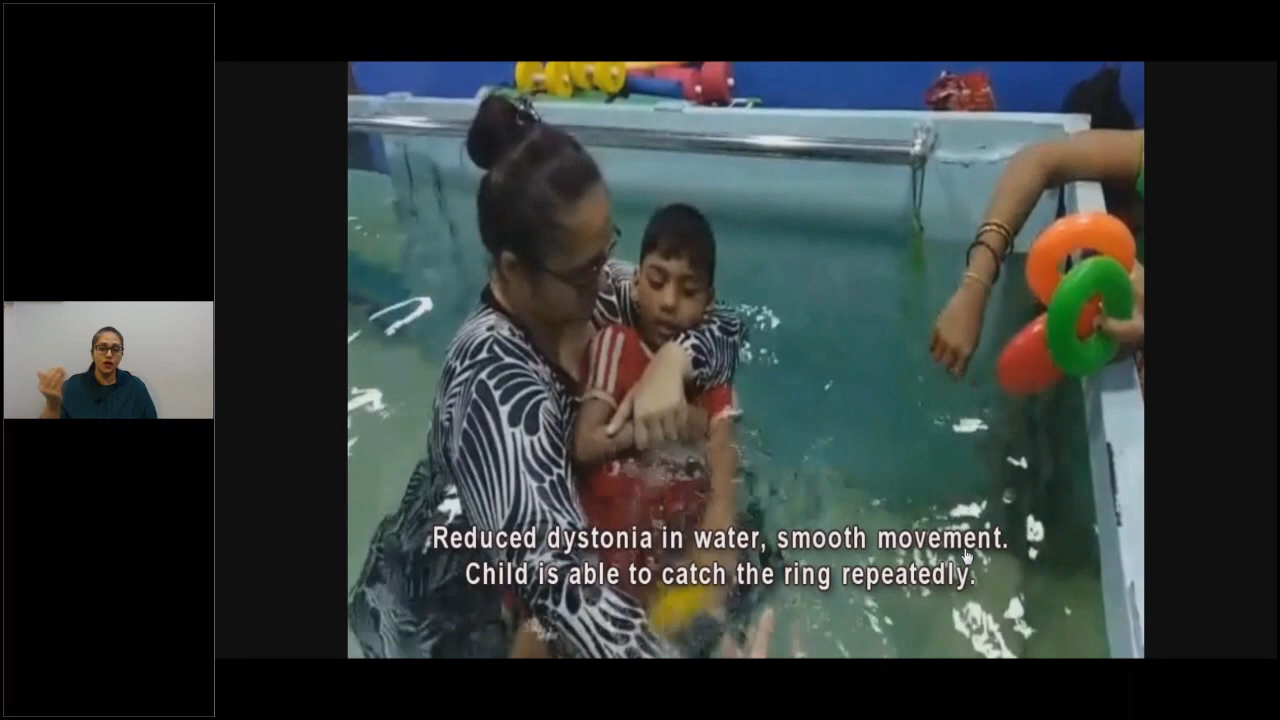 Reduced dystonia in water, smooth movement.
Child is able to catch the ring repeatedly.